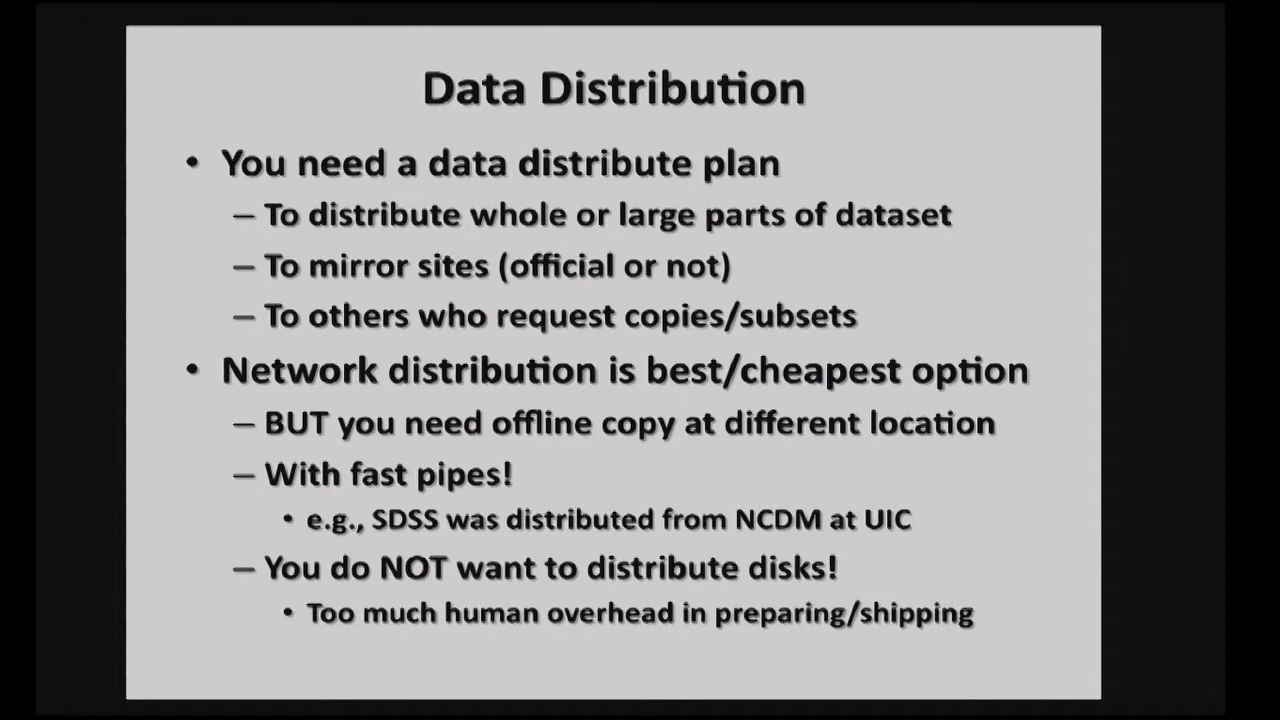 Data Distribution
• You need a data distribute plan
– To distribute whole or large parts of dataset
– To mirror sites (official or not)
– To others who request copies/subsets
• Network distribution is best/cheapest option
– BUT you need offline copy at different location
– With fast pipes!
• e.g., SDSS was distributed from NCDM at UIC
– You do NOT want to distribute disks!
• Too much human overhead in preparing/shipping